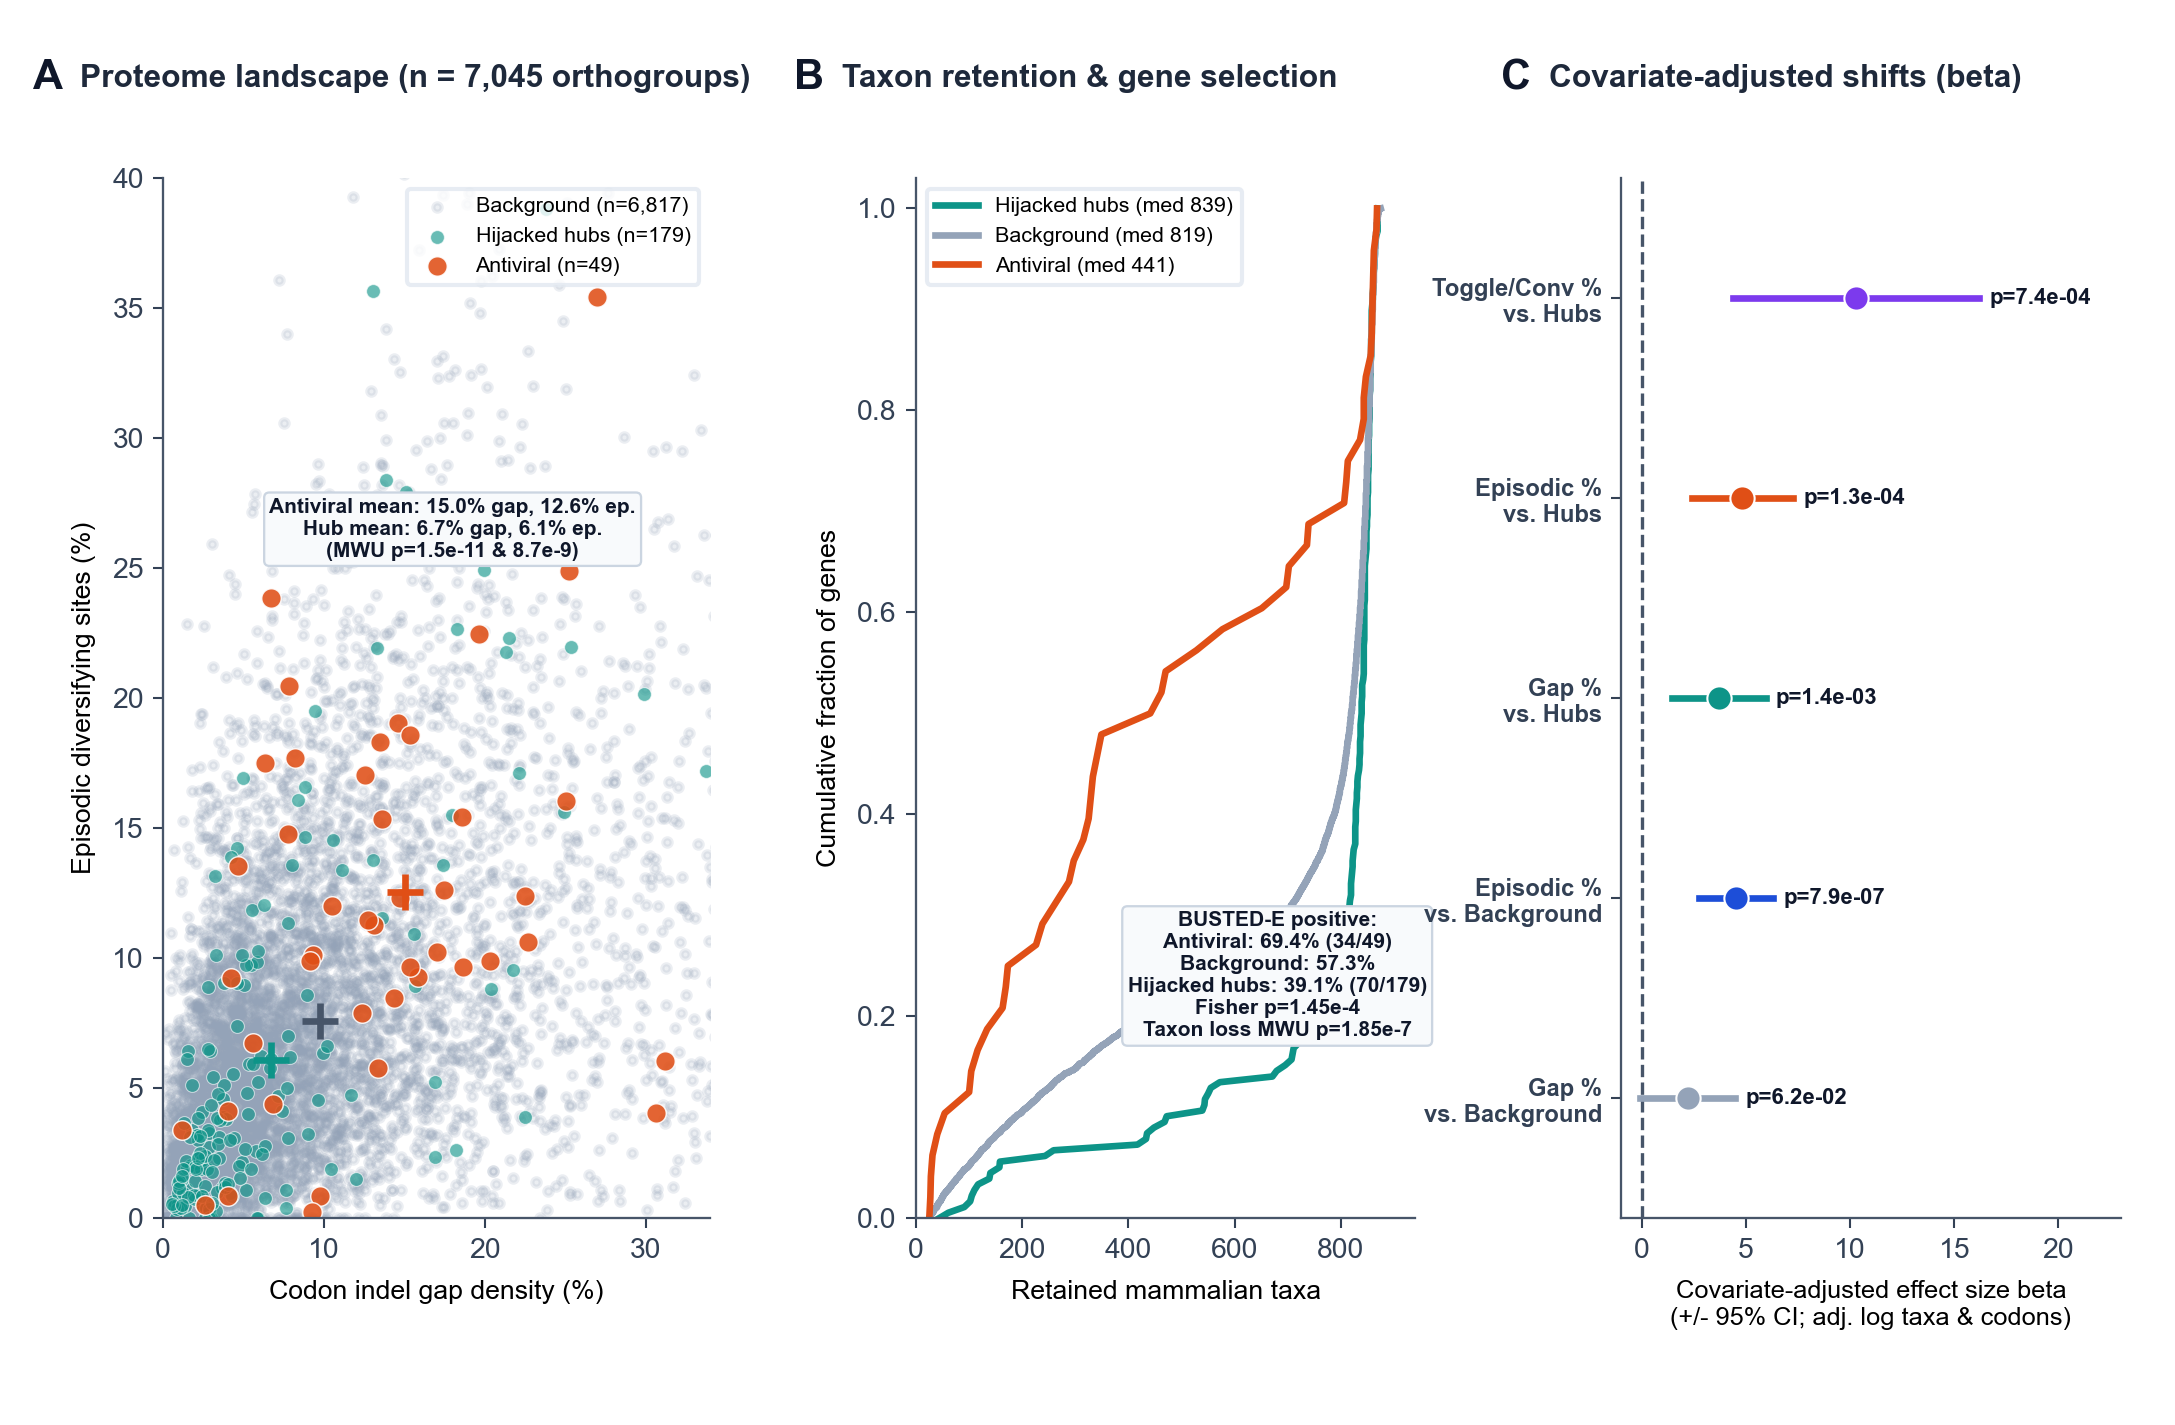 A Proteome landscape (n = 7,045 orthogroups)
Background (n=6,817)
Hijacked hubs (n=179)
Antiviral (n=49)
Antiviral mean: 15.0% gap, 12.6% ep.
Hub mean: 6.7% gap, 6.1% ep.
(MWU p=1.5e-11 & 8.7e-9)
Episodic diversifying sites (%)
40
35
30
25
20
15
10
5
0
0 10 20 30
Codon indel gap density (%)
B Taxon retention & gene selection
Hijacked hubs (med 839)
Background (med 819)
Antiviral (med 441)
Cumulative fraction of genes
1.0
0.8
0.6
0.4
0.2
0.0
BUSTED-E positive:
Antiviral: 69.4% (34/49)
Background: 57.3%
Hijacked hubs: 39.1% (70/179)
Fisher p=1.45e-4
Taxon loss MWU p=1.85e-7
0 200 400 600 800
Retained mammalian taxa
C Covariate-adjusted shifts (beta)
Toggle/Conv %
vs. Hubs
p=7.4e-04
Episodic %
vs. Hubs
p=1.3e-04
Gap %
vs. Hubs
p=1.4e-03
Episodic %
vs. Background
p=7.9e-07
Gap %
vs. Background
p=6.2e-02
0 5 10 15 20
Covariate-adjusted effect size beta
(+/- 95% CI; adj. log taxa & codons)